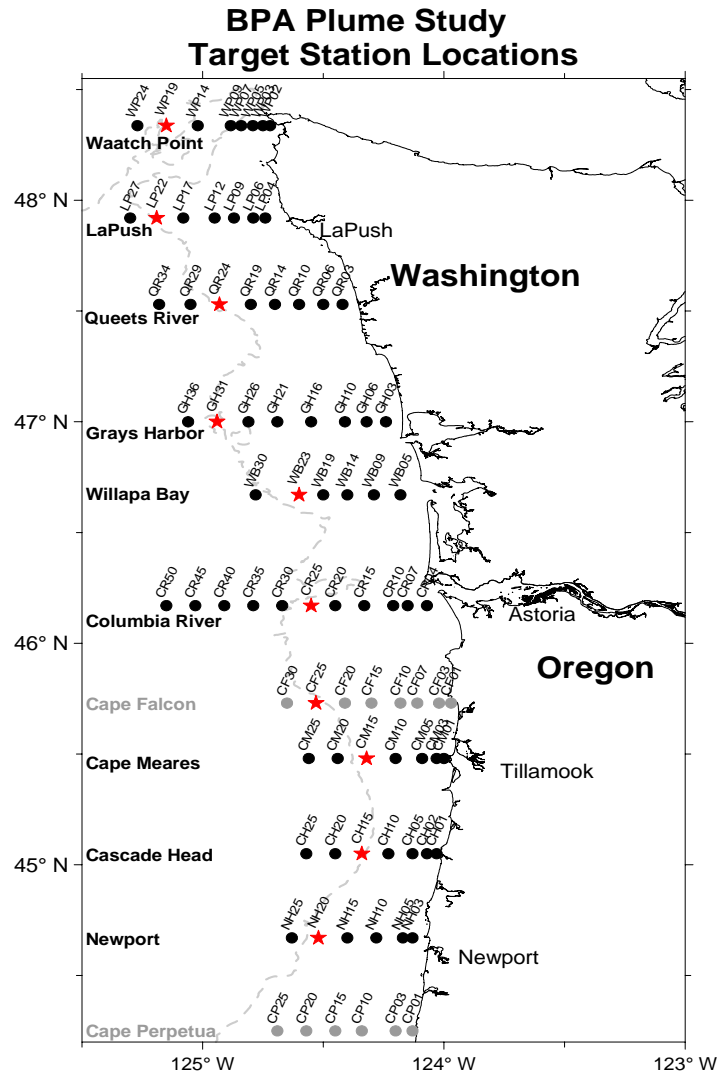 BPA Plume Study
Target Station Locations
WP24 WP19 WP14 WP09 WP07 WP05 WP03 WP02
Waatch Point
48° N
LP27 LP22 LP17 LP12 LP09 LP06 LP04
LaPush
LaPush
Washington
QR34 QR29 QR24 QR19 QR14 QR10 QR06 QR03
Queets River
GH36 GH31 GH26 GH21 GH16 GH10 GH06 GH03
47° N
Grays Harbor
WB30 WB23 WB19 WB14 WB09 WB05
Willapa Bay
CR50 CR45 CR40 CR35 CR30 CR25 CR20 CR15 CR10 CR07 CR04
Columbia River
Astoria
46° N
Oregon
CF30 CF25 CF20 CF15 CF10 CF07 CF03 CF01
Cape Falcon
CM25 CM20 CM15 CM10 CM05 CM03 CM01
Cape Meares
Tillamook
CH25 CH20 CH15 CH10 CH05 CH02 CH01
Cascade Head
45° N
NH25 NH20 NH15 NH10 NH05 NH03
Newport
Newport
CP25 CP20 CP15 CP10 CP03 CP01
Cape Perpetua
125° W 124° W 123° W